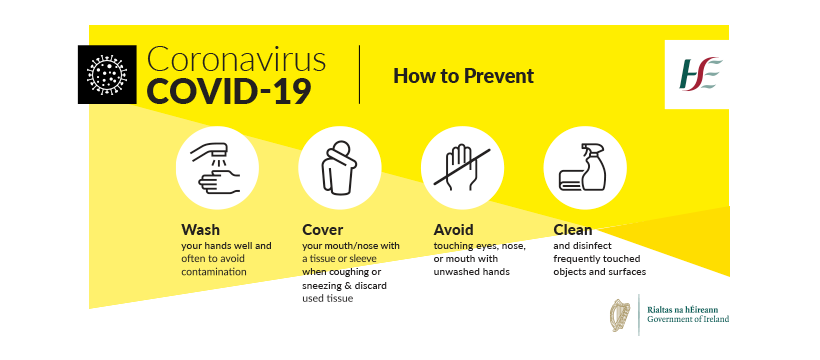 Coronavirus
COVID-19
How to Prevent
HSE
Wash
your hands well and
often to avoid
contamination
Cover
your mouth/nose with
a tissue or sleeve
when coughing or
sneezing & discard
used tissue
Avoid
touching eyes, nose,
or mouth with
unwashed hands
Clean
and disinfect
frequently touched
objects and surfaces
Rialtas na hÉireann
Government of Ireland